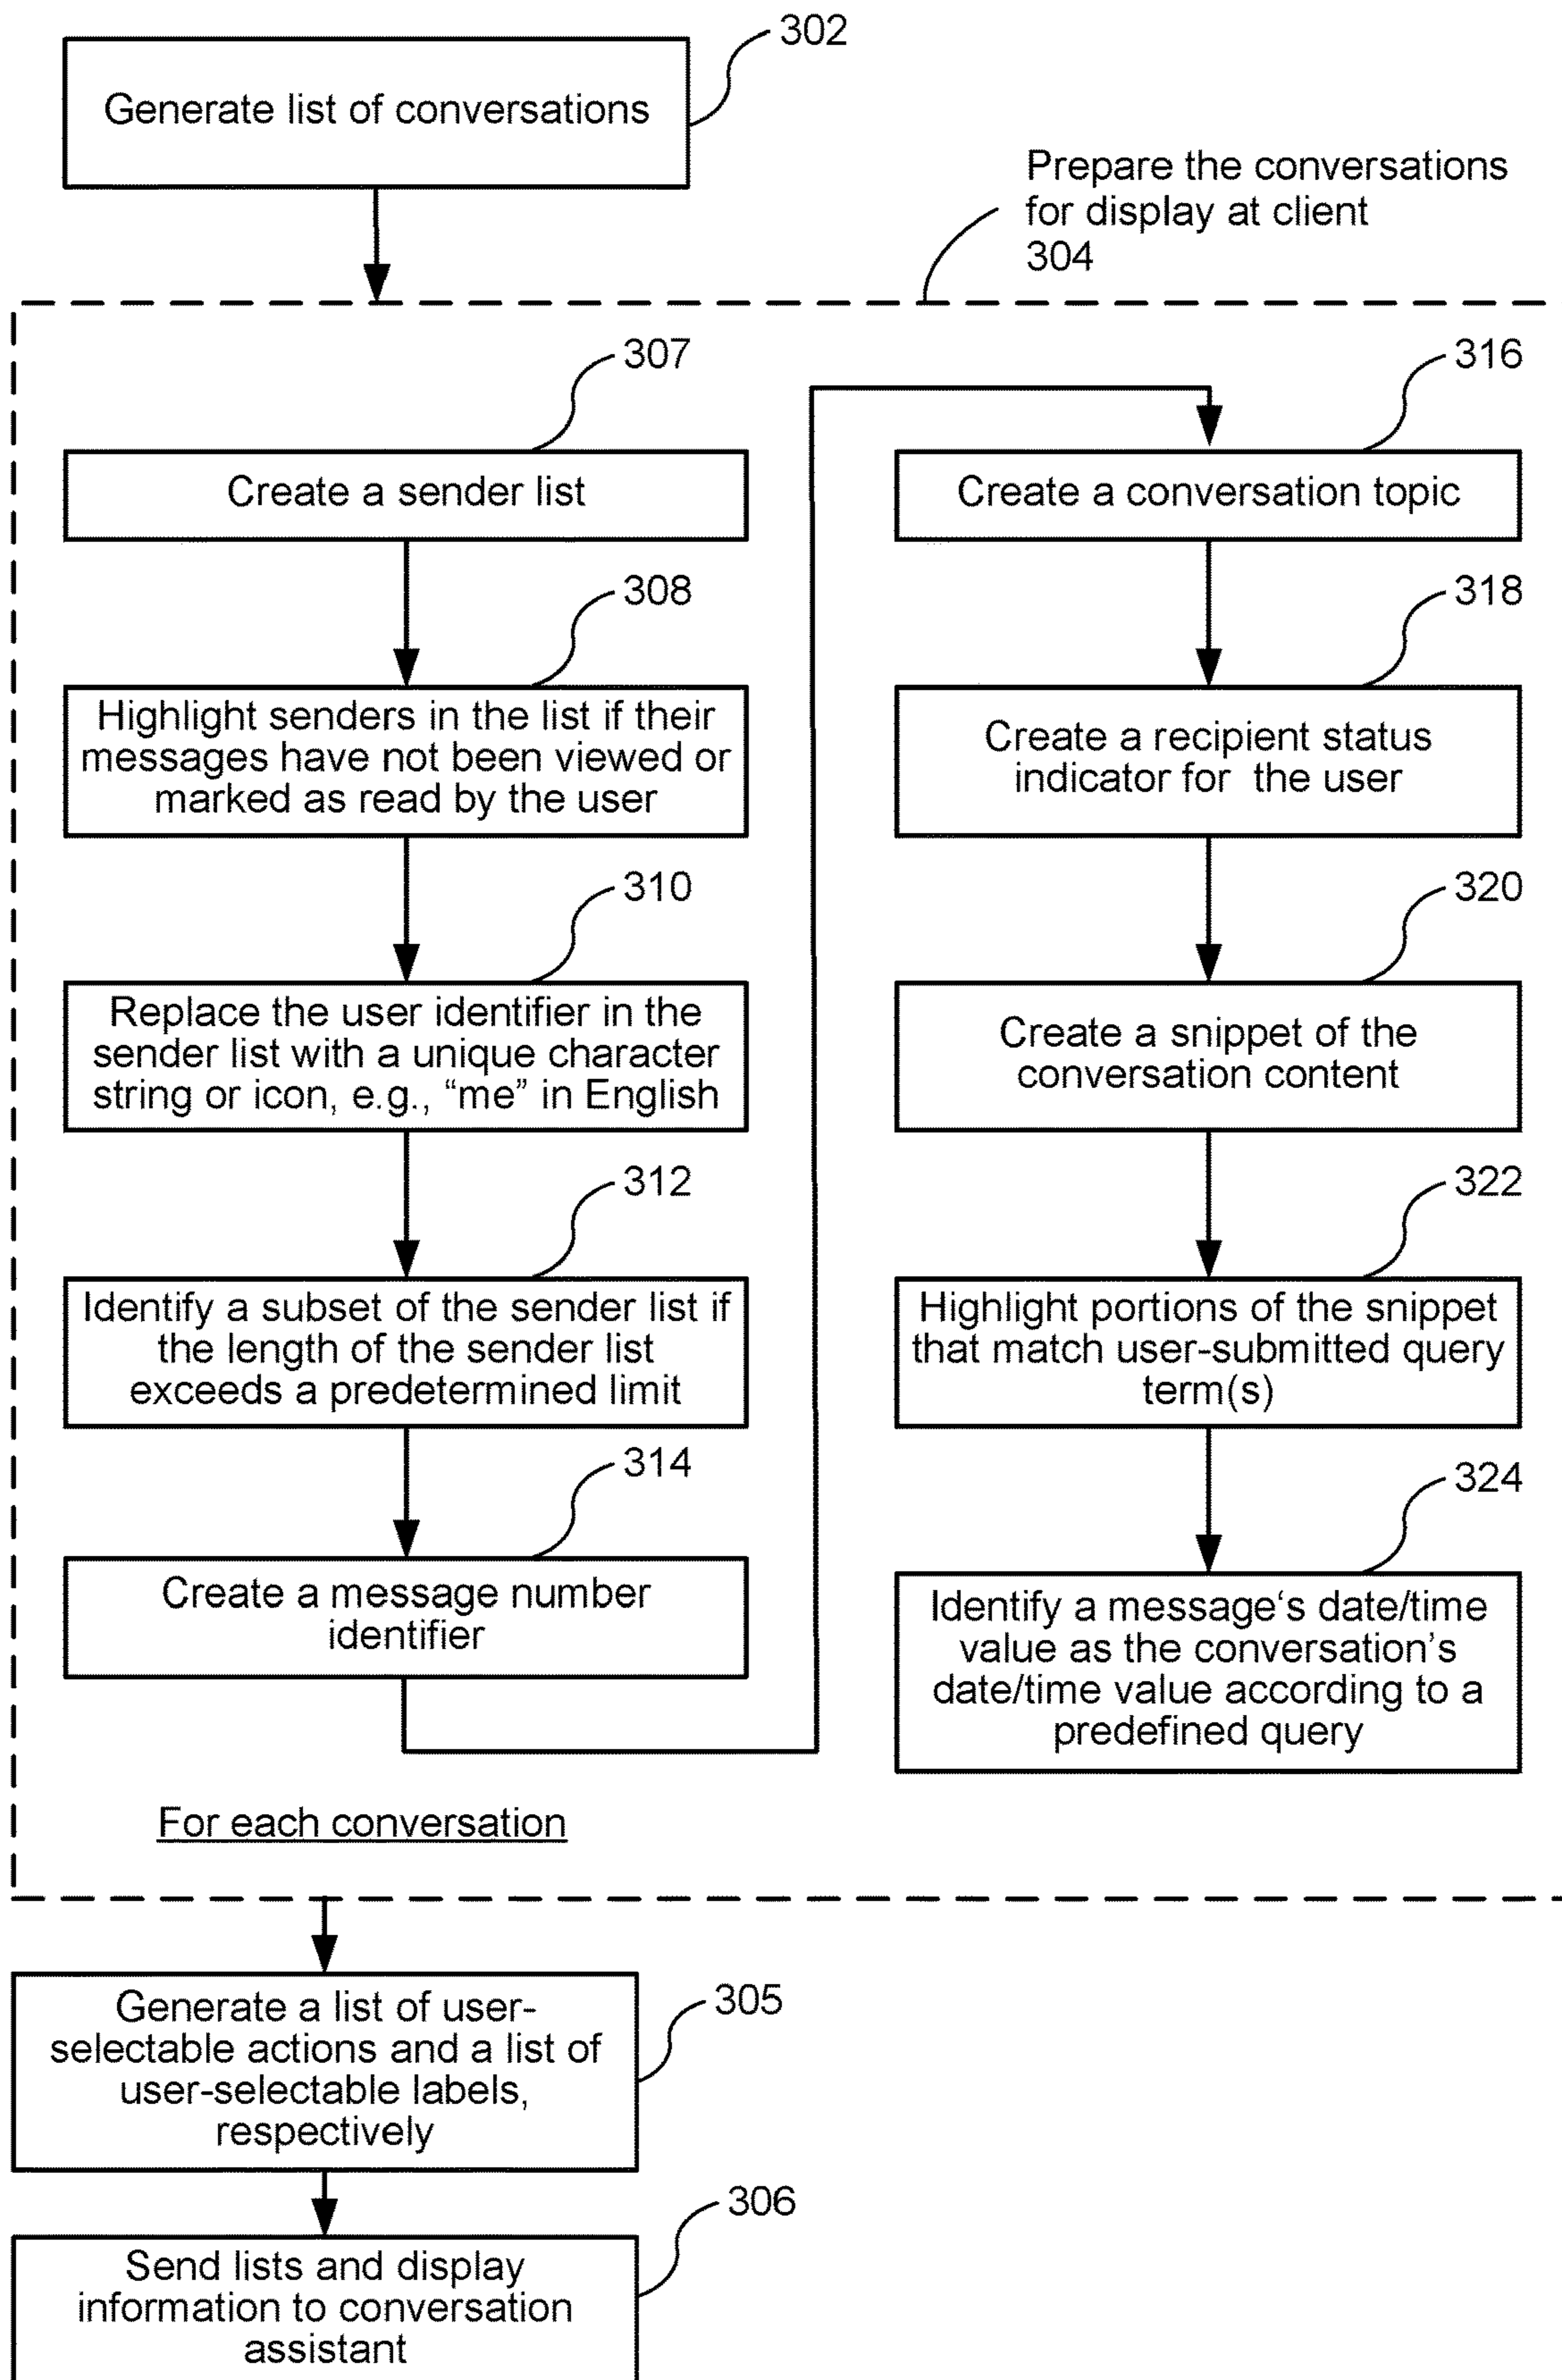 302
Generate list of conversations
Prepare the conversations
for display at client
304
307
Create a sender list
308
Highlight senders in the list if their
messages have not been viewed or
marked as read by the user
310
Replace the user identifier in the
sender list with a unique character
string or icon, e.g., “me” in English
312
Identify a subset of the sender list if
the length of the sender list
exceeds a predetermined limit
314
Create a message number
identifier
316
Create a conversation topic
318
Create a recipient status
indicator for the user
320
Create a snippet of the
conversation content
322
Highlight portions of the snippet
that match user-submitted query
term(s)
324
Identify a message‘s date/time
value as the conversation’s
date/time value according to a
predefined query
For each conversation
305
Generate a list of user-
selectable actions and a list of
user-selectable labels,
respectively
306
Send lists and display
information to conversation
assistant